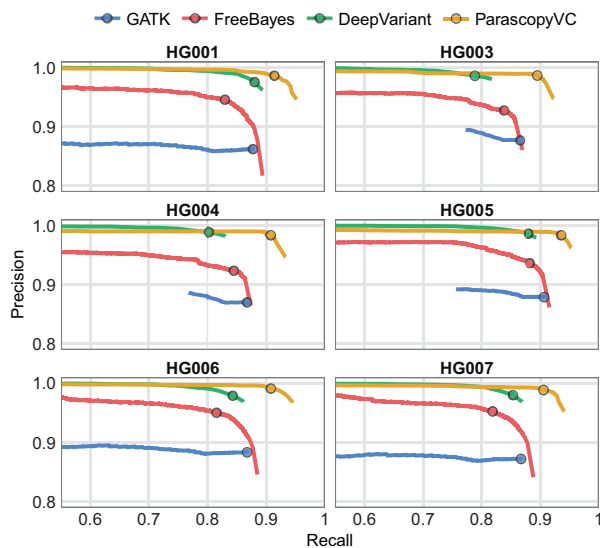 GATK FreeBayes DeepVariant ParascopyVC
HG001 HG003
1.0
0.9
0.8
HG004 HG005
1.0
0.9
0.8
Precision
HG006 HG007
1.0
0.9
0.8
0.6 0.7 0.8 0.9 1 0.6 0.7 0.8 0.9 1
Recall